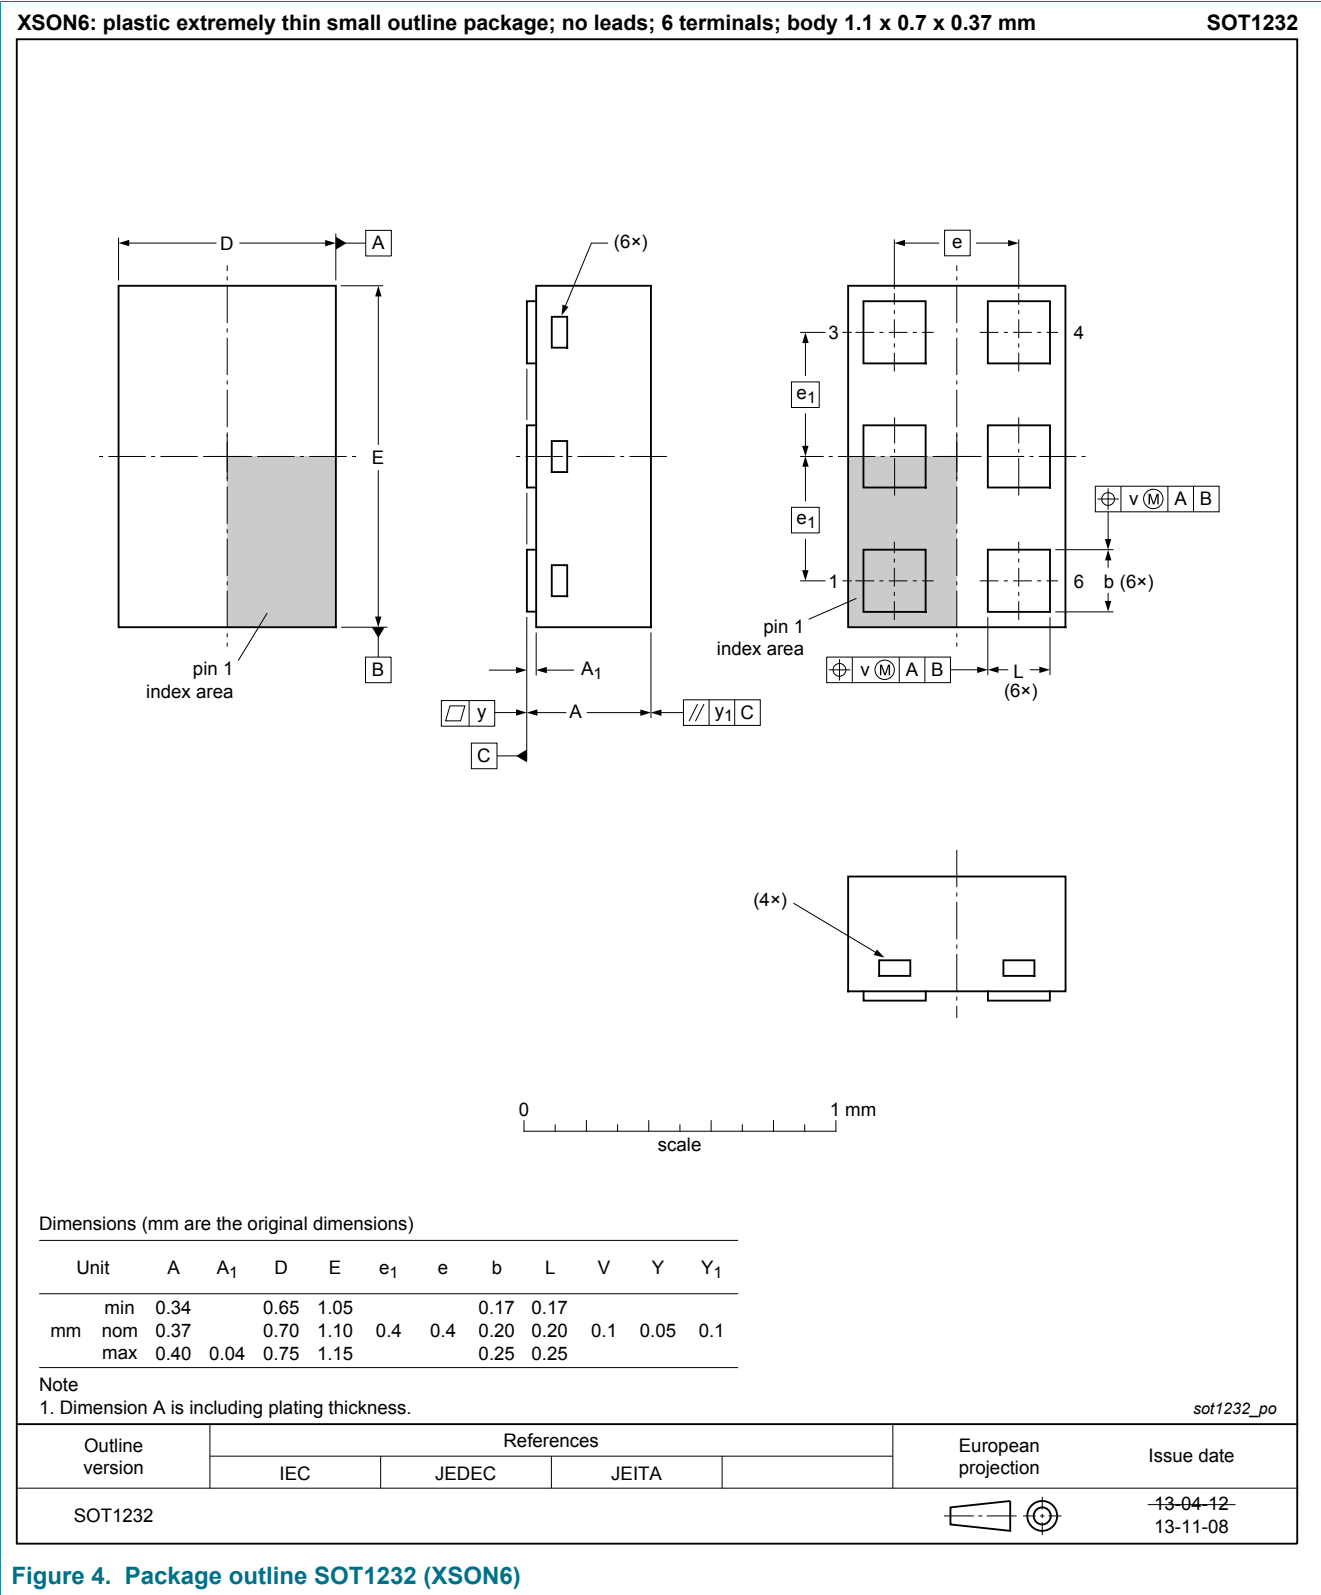 XSON6: plastic extremely thin small outline package; no leads; 6 terminals; body 1.1 x 0.7 x 0.37 mm SOT1232
D A
(6×)
e
E
3 4
e1
e1
v M A B
1 6 b (6×)
pin 1
index area
pin 1
index area
B
A1
v M A B
L
(6×)
y A // y1 C
C
(4×)
0 1 mm
scale
Dimensions (mm are the original dimensions)
Unit A A1 D E e1 e b L V Y Y1
min 0.34 0.65 1.05 0.17 0.17
mm nom 0.37 0.70 1.10 0.4 0.4 0.20 0.20 0.1 0.05 0.1
max 0.40 0.04 0.75 1.15 0.25 0.25
Note
1. Dimension A is including plating thickness.
sot1232_po
Outline version References European projection Issue date
IEC JEDEC JEITA
SOT1232 13-04-12
13-11-08
Figure 4. Package outline SOT1232 (XSON6)